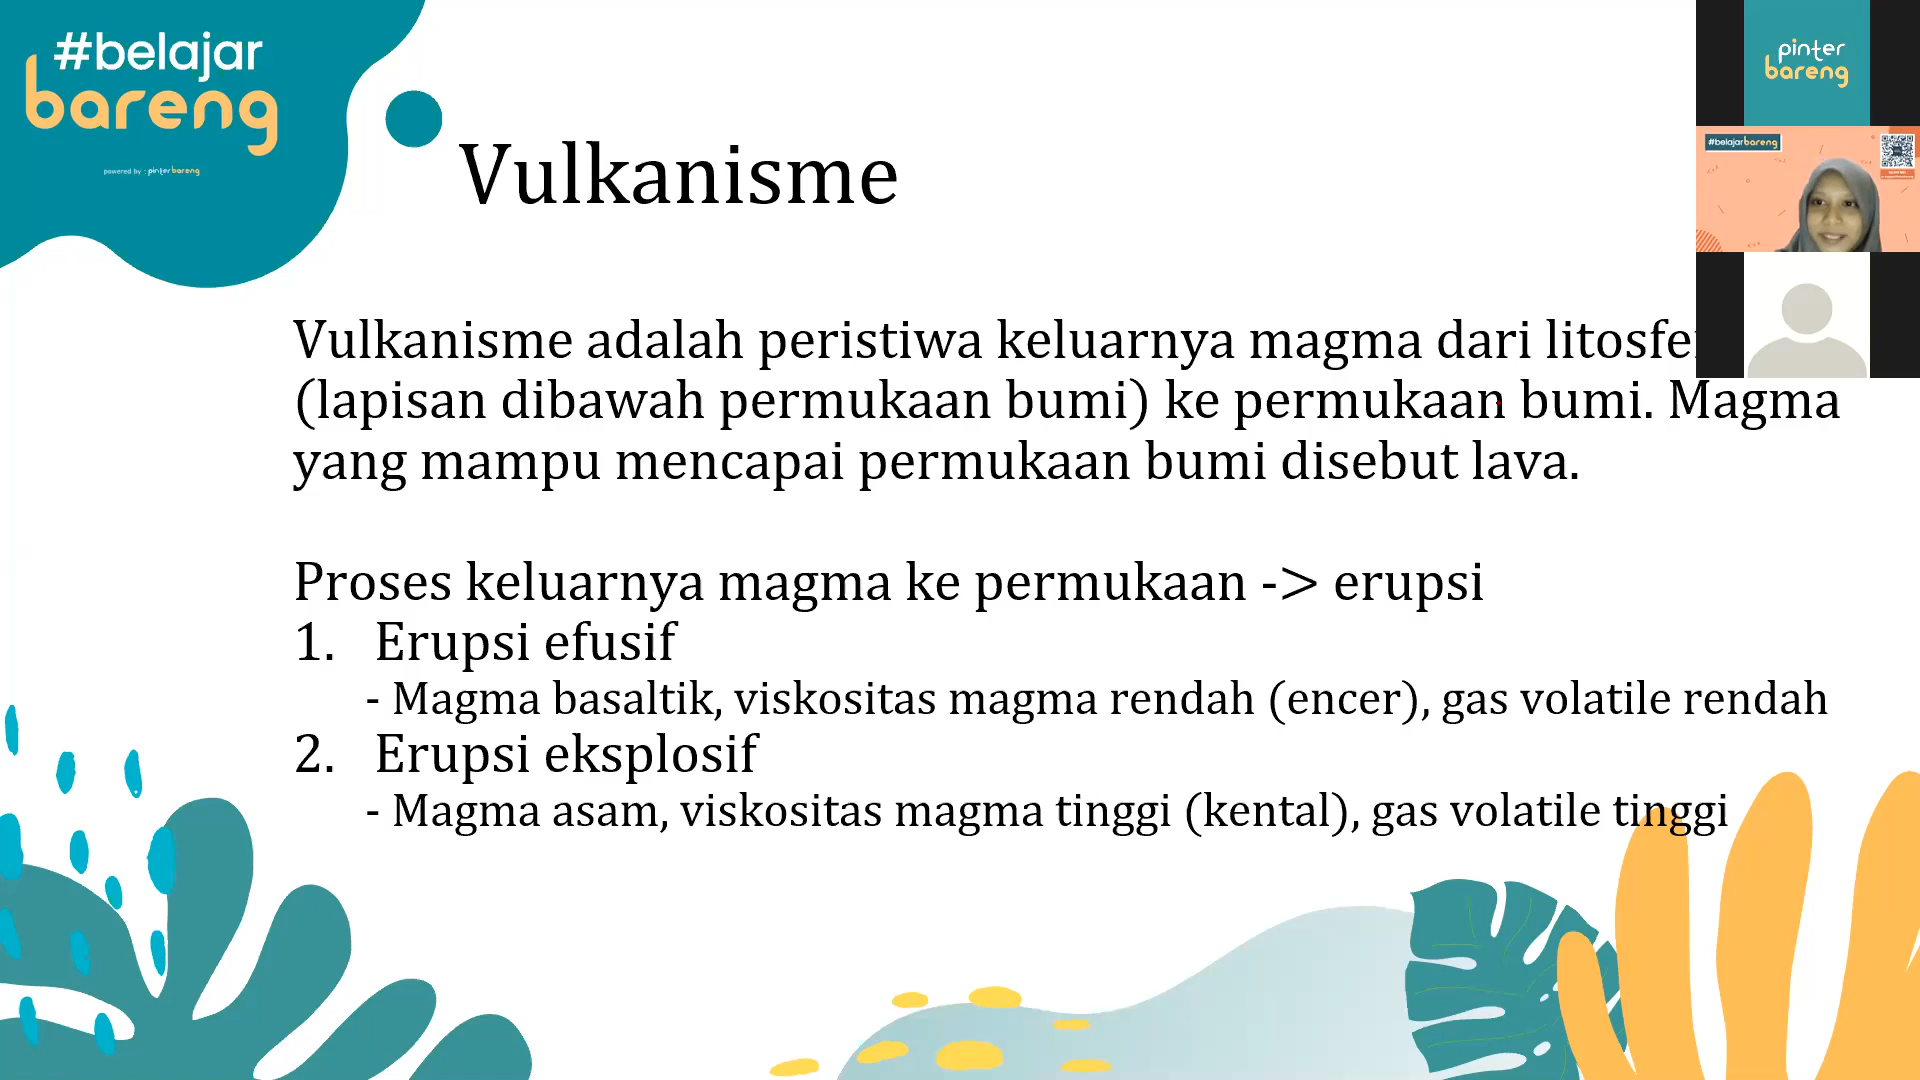 #belajar
bareng
powered by : pinterbareng
pinter
bareng
#belajarbareng
Vulkanisme
Vulkanisme adalah peristiwa keluarnya magma dari litosfe
(lapisan dibawah permukaan bumi) ke permukaan bumi. Magma
yang mampu mencapai permukaan bumi disebut lava.
Proses keluarnya magma ke permukaan -> erupsi
1. Erupsi efusif
- Magma basaltik, viskositas magma rendah (encer), gas volatile rendah
2. Erupsi eksplosif
- Magma asam, viskositas magma tinggi (kental), gas volatile tinggi